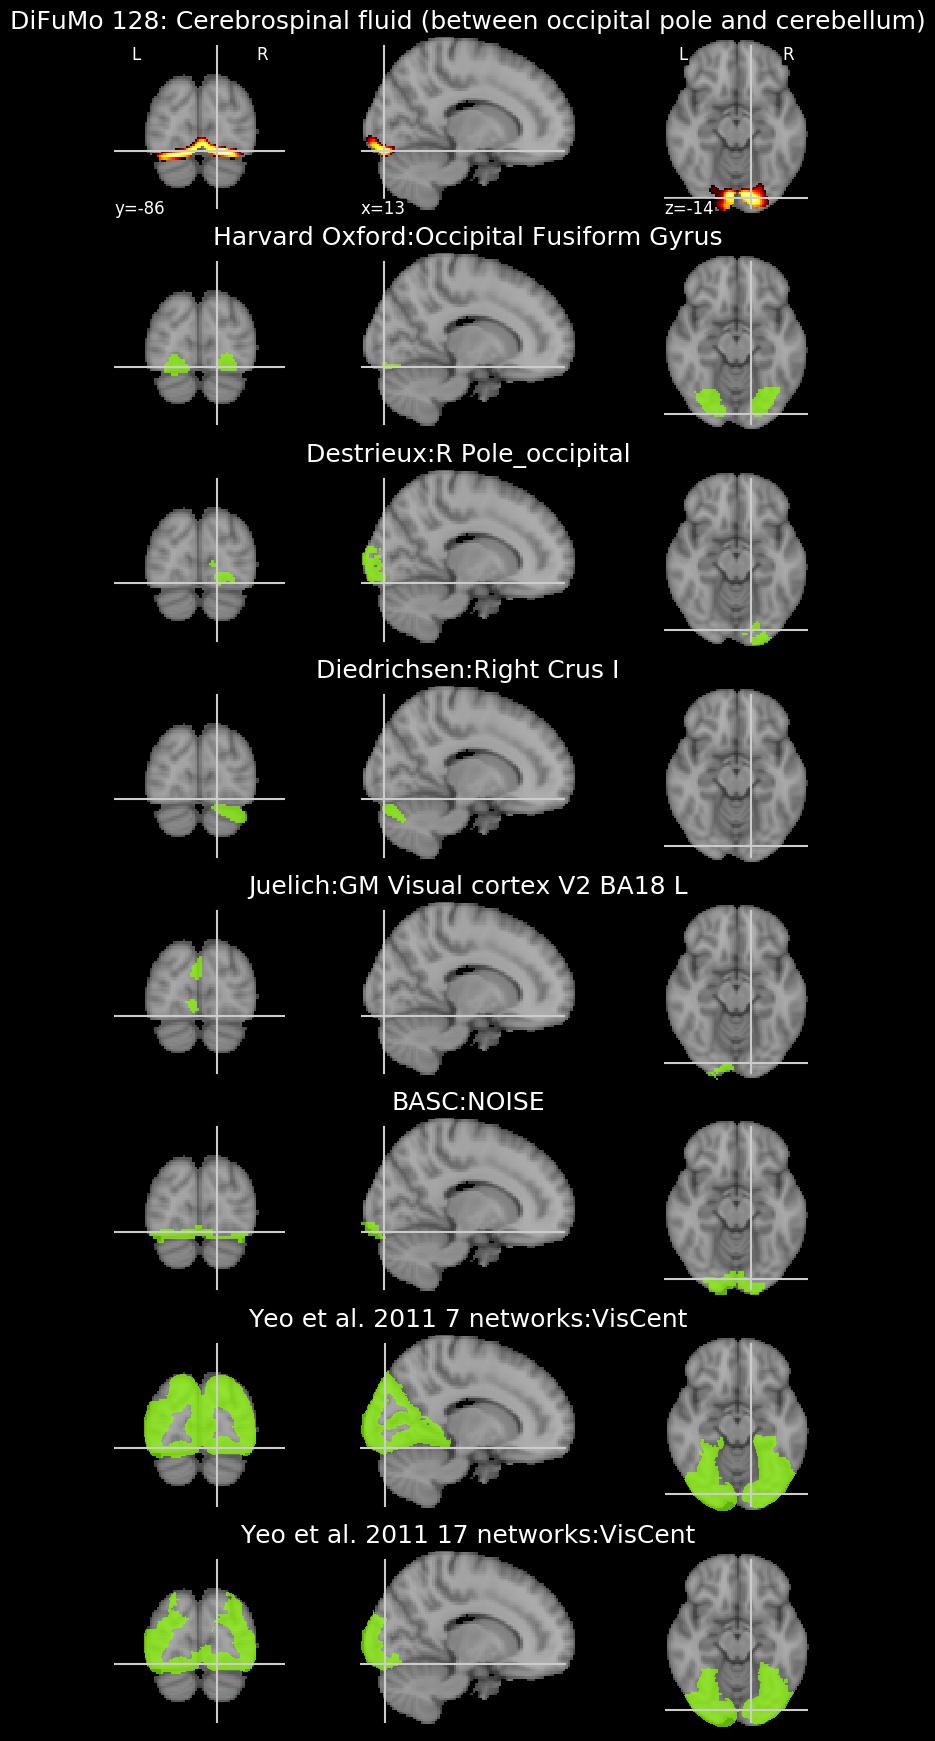 DiFuMo 128: Cerebrospinal fluid (between occipital pole and cerebellum)
L R L R
y=-86 x=13 z=-14
Harvard Oxford:Occipital Fusiform Gyrus
Destrieux:R Pole_occipital
Diedrichsen:Right Crus I
Juelich:GM Visual cortex V2 BA18 L
BASC:NOISE
Yeo et al. 2011 7 networks:VisCent
Yeo et al. 2011 17 networks:VisCent